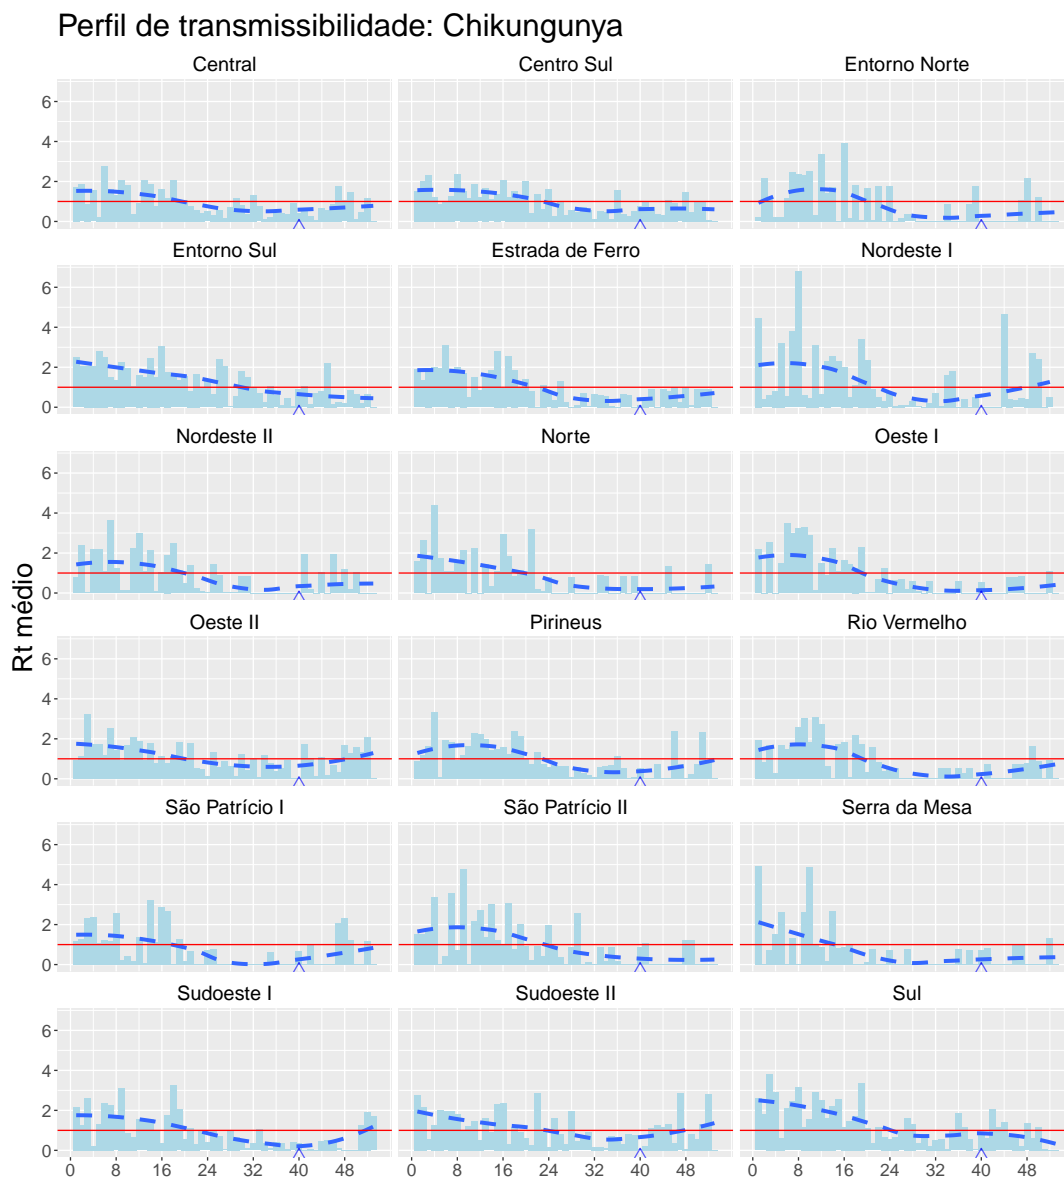 Perfil de transmissibilidade: Chikungunya
Central Centro Sul Entorno Norte
6
4
2
0
Entorno Sul Estrada de Ferro Nordeste I
6
4
2
0
Nordeste II Norte Oeste I
6
4
2
0
Rt médio
Oeste II Pirineus Rio Vermelho
6
4
2
0
São Patrício I São Patrício II Serra da Mesa
6
4
2
0
Sudoeste I Sudoeste II Sul
6
4
2
0
0 8 16 24 32 40 48 0 8 16 24 32 40 48 0 8 16 24 32 40 48